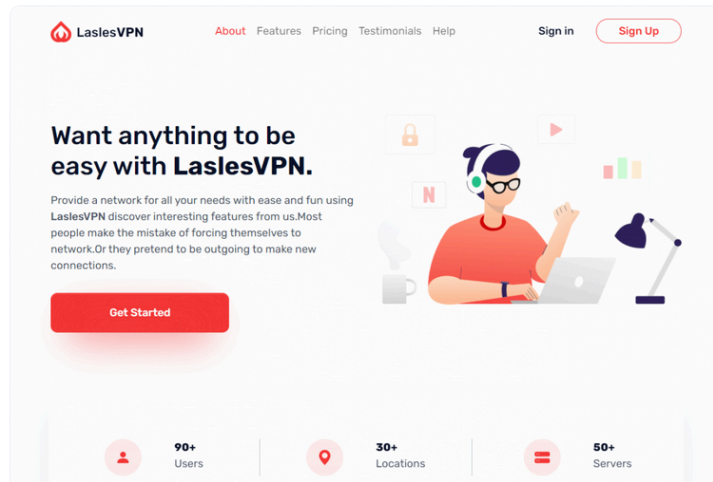 LaslesVPN
About Features Pricing Testimonials Help
Sign in
Sign Up
Want anything to be
easy with LaslesVPN.
Provide a network for all your needs with ease and fun using
LaslesVPN discover interesting features from us.Most
people make the mistake of forcing themselves to
network.Or they pretend to be outgoing to make new
connections.
Get Started
N
90+
Users
30+
Locations
50+
Servers